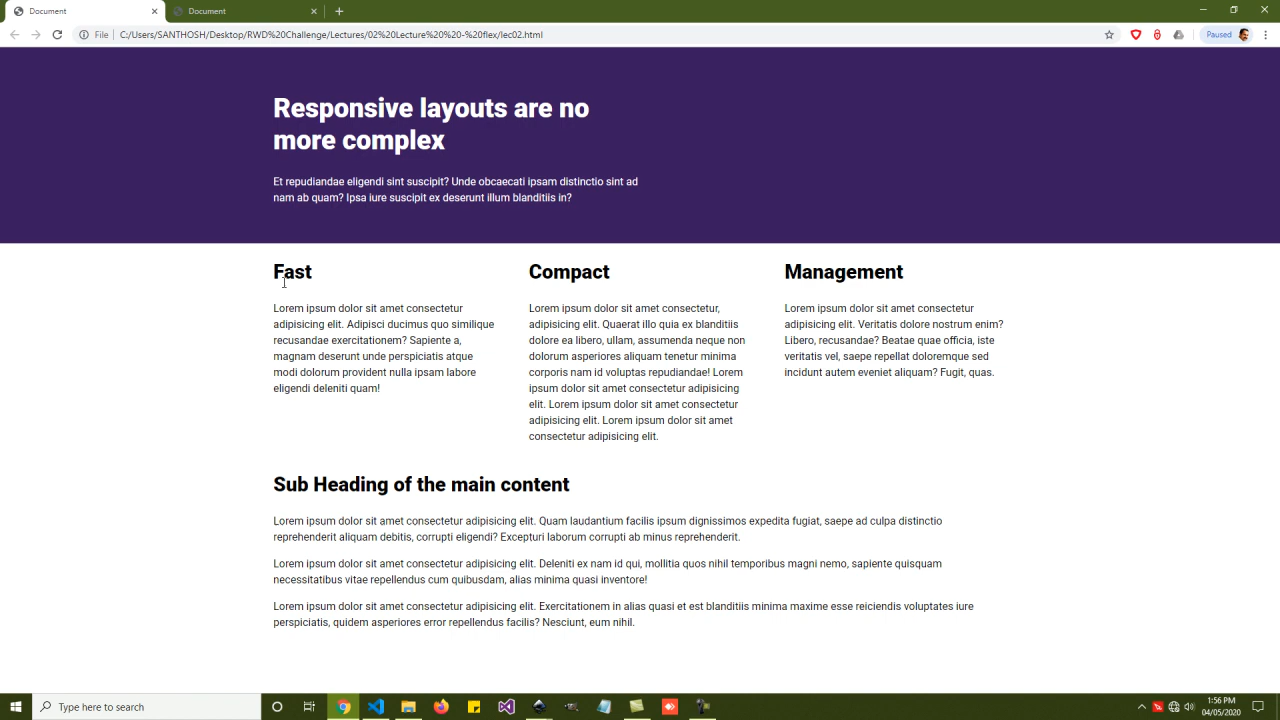 Document
Document
File
C:/Users/SANTHOSH/Desktop/RWD%20Challenge/Lectures/02%20Lecture%20%20-%20flex/lec02.html
Paused
Responsive layouts are no
more complex
Et repudiandae eligendi sint suscipit? Unde obcaecati ipsam distinctio sint ad
nam ab quam? Ipsa iure suscipit ex deserunt illum blanditiis in?
Fast
Lorem ipsum dolor sit amet consectetur
adipisicing elit. Adipisci ducimus quo similique
recusandae exercitationem? Sapiente a,
magnam deserunt unde perspiciatis atque
modi dolorum provident nulla ipsam labore
eligendi deleniti quam!
Compact
Lorem ipsum dolor sit amet consectetur,
adipisicing elit. Quaerat illo quia ex blanditiis
dolore ea libero, ullam, assumenda neque non
dolorum asperiores aliquam tenetur minima
corporis nam id voluptas repudiandae! Lorem
ipsum dolor sit amet consectetur adipisicing
elit. Lorem ipsum dolor sit amet consectetur
adipisicing elit. Lorem ipsum dolor sit amet
consectetur adipisicing elit.
Management
Lorem ipsum dolor sit amet consectetur
adipisicing elit. Veritatis dolore nostrum enim?
Libero, recusandae? Beatae quae officia, iste
veritatis vel, saepe repellat doloremque sed
incidunt autem eveniet aliquam? Fugit, quas.
Sub Heading of the main content
Lorem ipsum dolor sit amet consectetur adipisicing elit. Quam laudantium facilis ipsum dignissimos expedita fugiat, saepe ad culpa distinctio
reprehenderit aliquam debitis, corrupti eligendi? Excepturi laborum corrupti ab minus reprehenderit.
Lorem ipsum dolor sit amet consectetur adipisicing elit. Deleniti ex nam id qui, mollitia quos nihil temporibus magni nemo, sapiente quisquam
necessitatibus vitae repellendus cum quibusdam, alias minima quasi inventore!
Lorem ipsum dolor sit amet consectetur adipisicing elit. Exercitationem in alias quasi et est blanditiis minima maxime esse reiciendis voluptates iure
perspiciatis, quidem asperiores error repellendus facilis? Nesciunt, eum nihil.
Type here to search
1:56 PM
04/05/2020